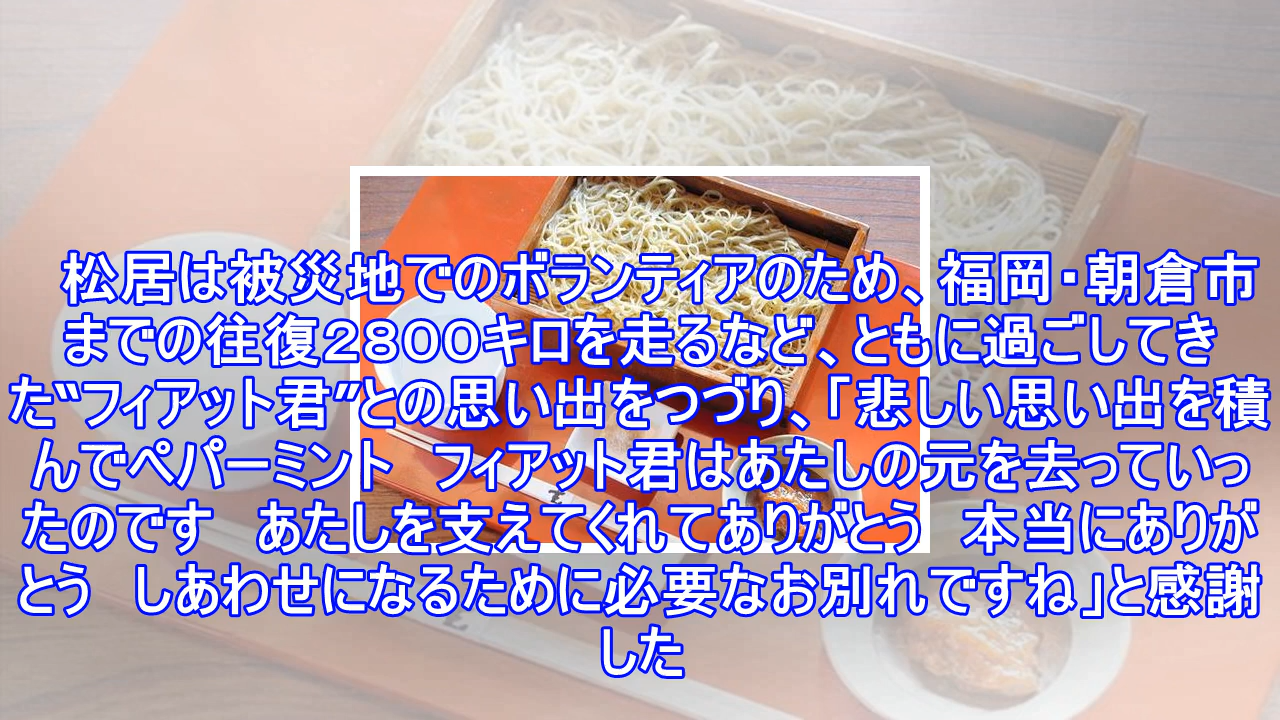 松居は被災地でのボランティアのため、福岡・朝倉市
までの往復2800キロを走るなど、ともに過ごしてき
た“フィアット君”との思い出をつづり、「悲しい思い出を積
んでペパーミント　フィアット君はあたしの元を去っていっ
たのです　あたしを支えてくれてありがとう　本当にありが
とう　しあわせになるために必要なお別れですね」と感謝
した